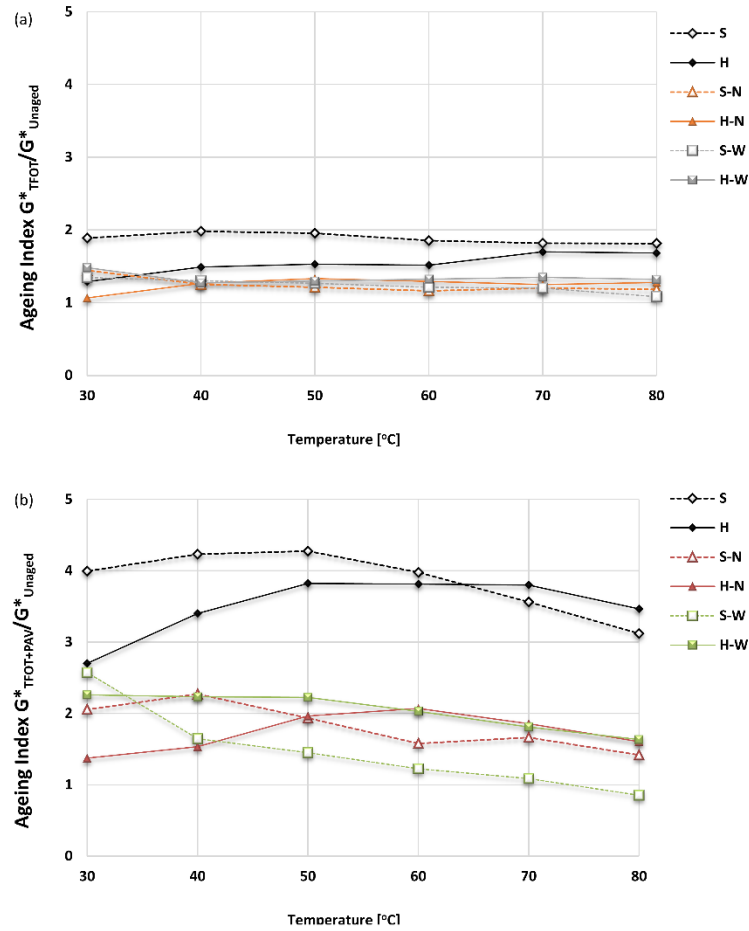 (a)
5
4
3
2
1
0
Ageing Index G*TFOT/G*Unaged
30 40 50 60 70 80
Temperature [°C]
S
H
S-N
H-N
S-W
H-W
(b)
5
4
3
2
1
0
Ageing Index G*TFOT+PAV/G*Unaged
30 40 50 60 70 80
Temperature [°C]
S
H
S-N
H-N
S-W
H-W